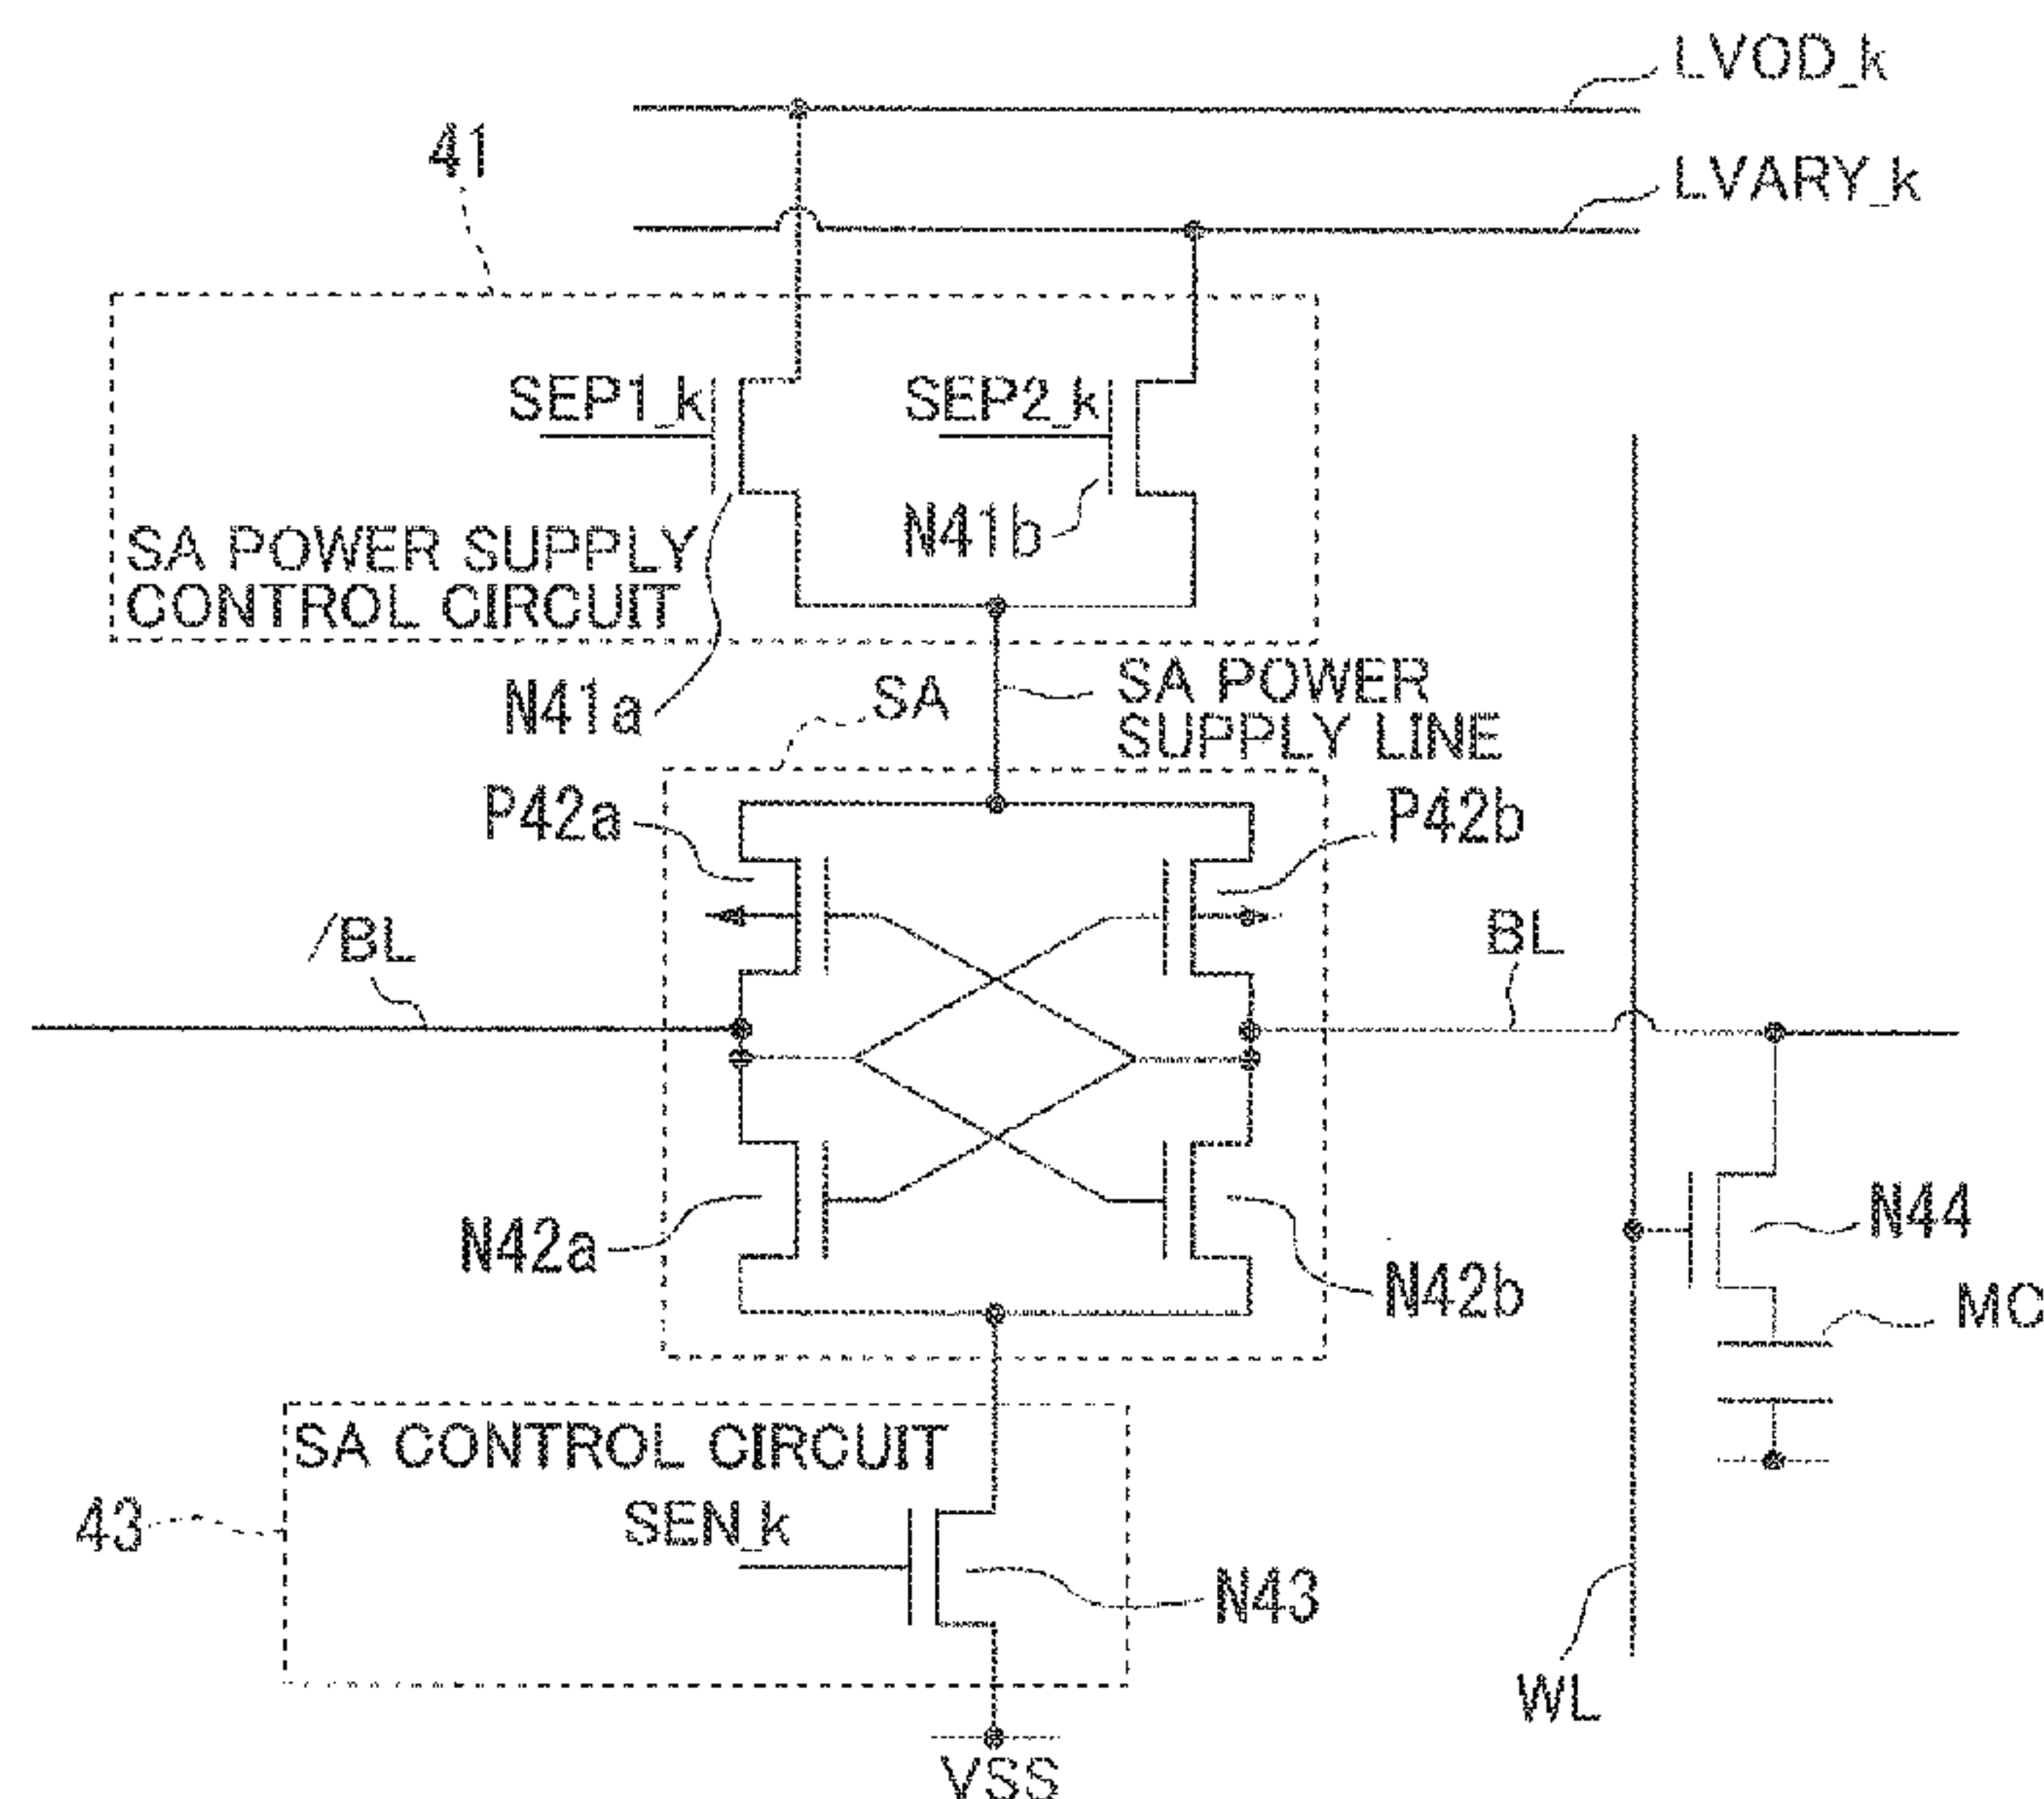 LVOD_k
41
LVARY_k
SEP1_k
SEP2_k
N41b
SA POWER SUPPLY
CONTROL CIRCUIT
N41a
SA
SA POWER
SUPPLY LINE
P42a
P42b
/BL
BL
N42a
N42b
N44
MC
SA CONTROL CIRCUIT
43
SEN_k
N43
WL
VSS